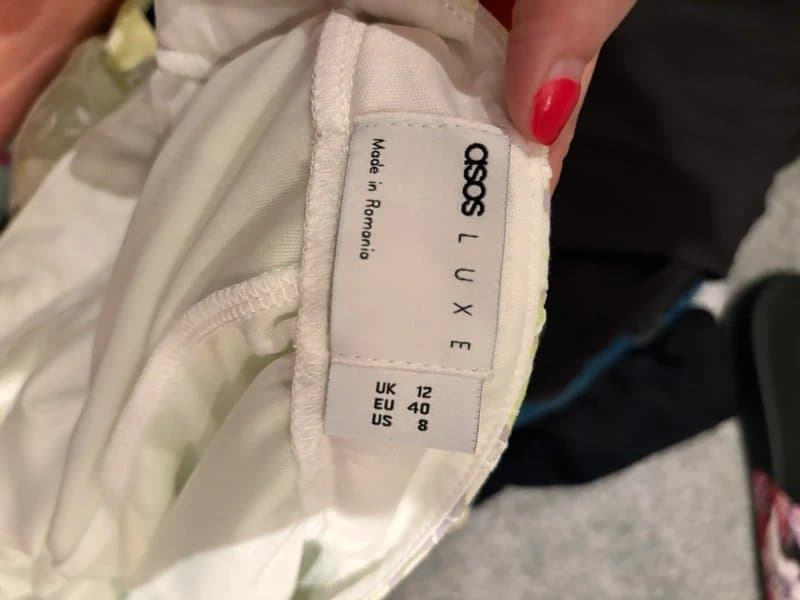 asos LUXE
Made in Romania
UK 12
EU 40
US 8